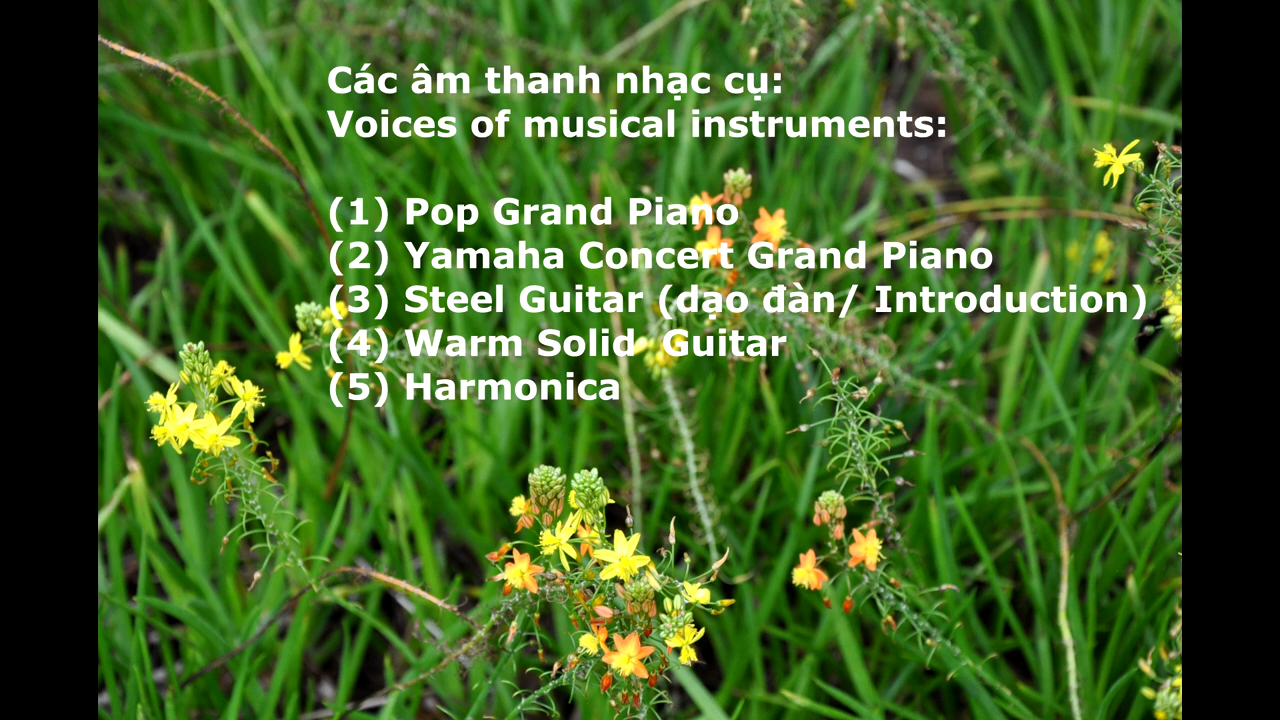 Các âm thanh nhạc cụ:
Voices of musical instruments:
(1) Pop Grand Piano
(2) Yamaha Concert Grand Piano
(3) Steel Guitar (dạo đàn/ Introduction)
(4) Warm Solid  Guitar
(5) Harmonica